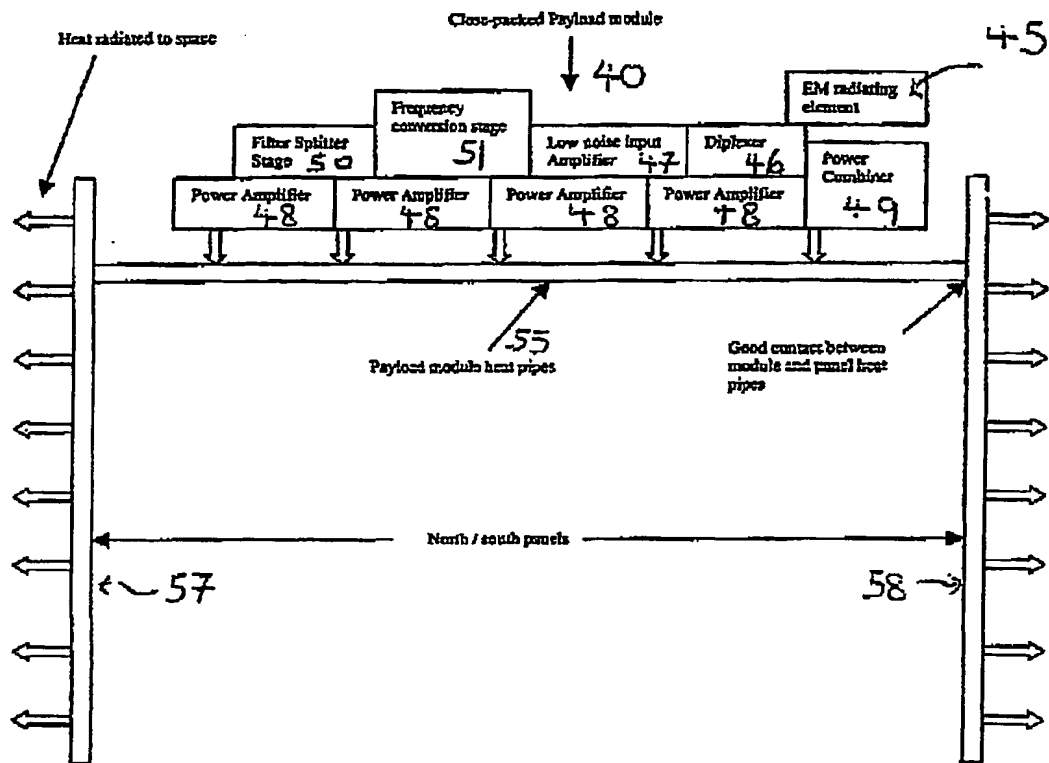 Close-packed Payload module
Heat radiated to space
45
40
EM radiating
element
Frequency
conversion stage
51
Filter Splitter
Stage 50
Low noise input
Amplifier 47
Diplexer
46
Power
Combiner
49
Power Amplifier
48
Power Amplifier
48
Power Amplifier
48
Power Amplifier
48
55
Payload module heat pipes
Good contact between
module and panel heat
pipes
North / south panels
57
58